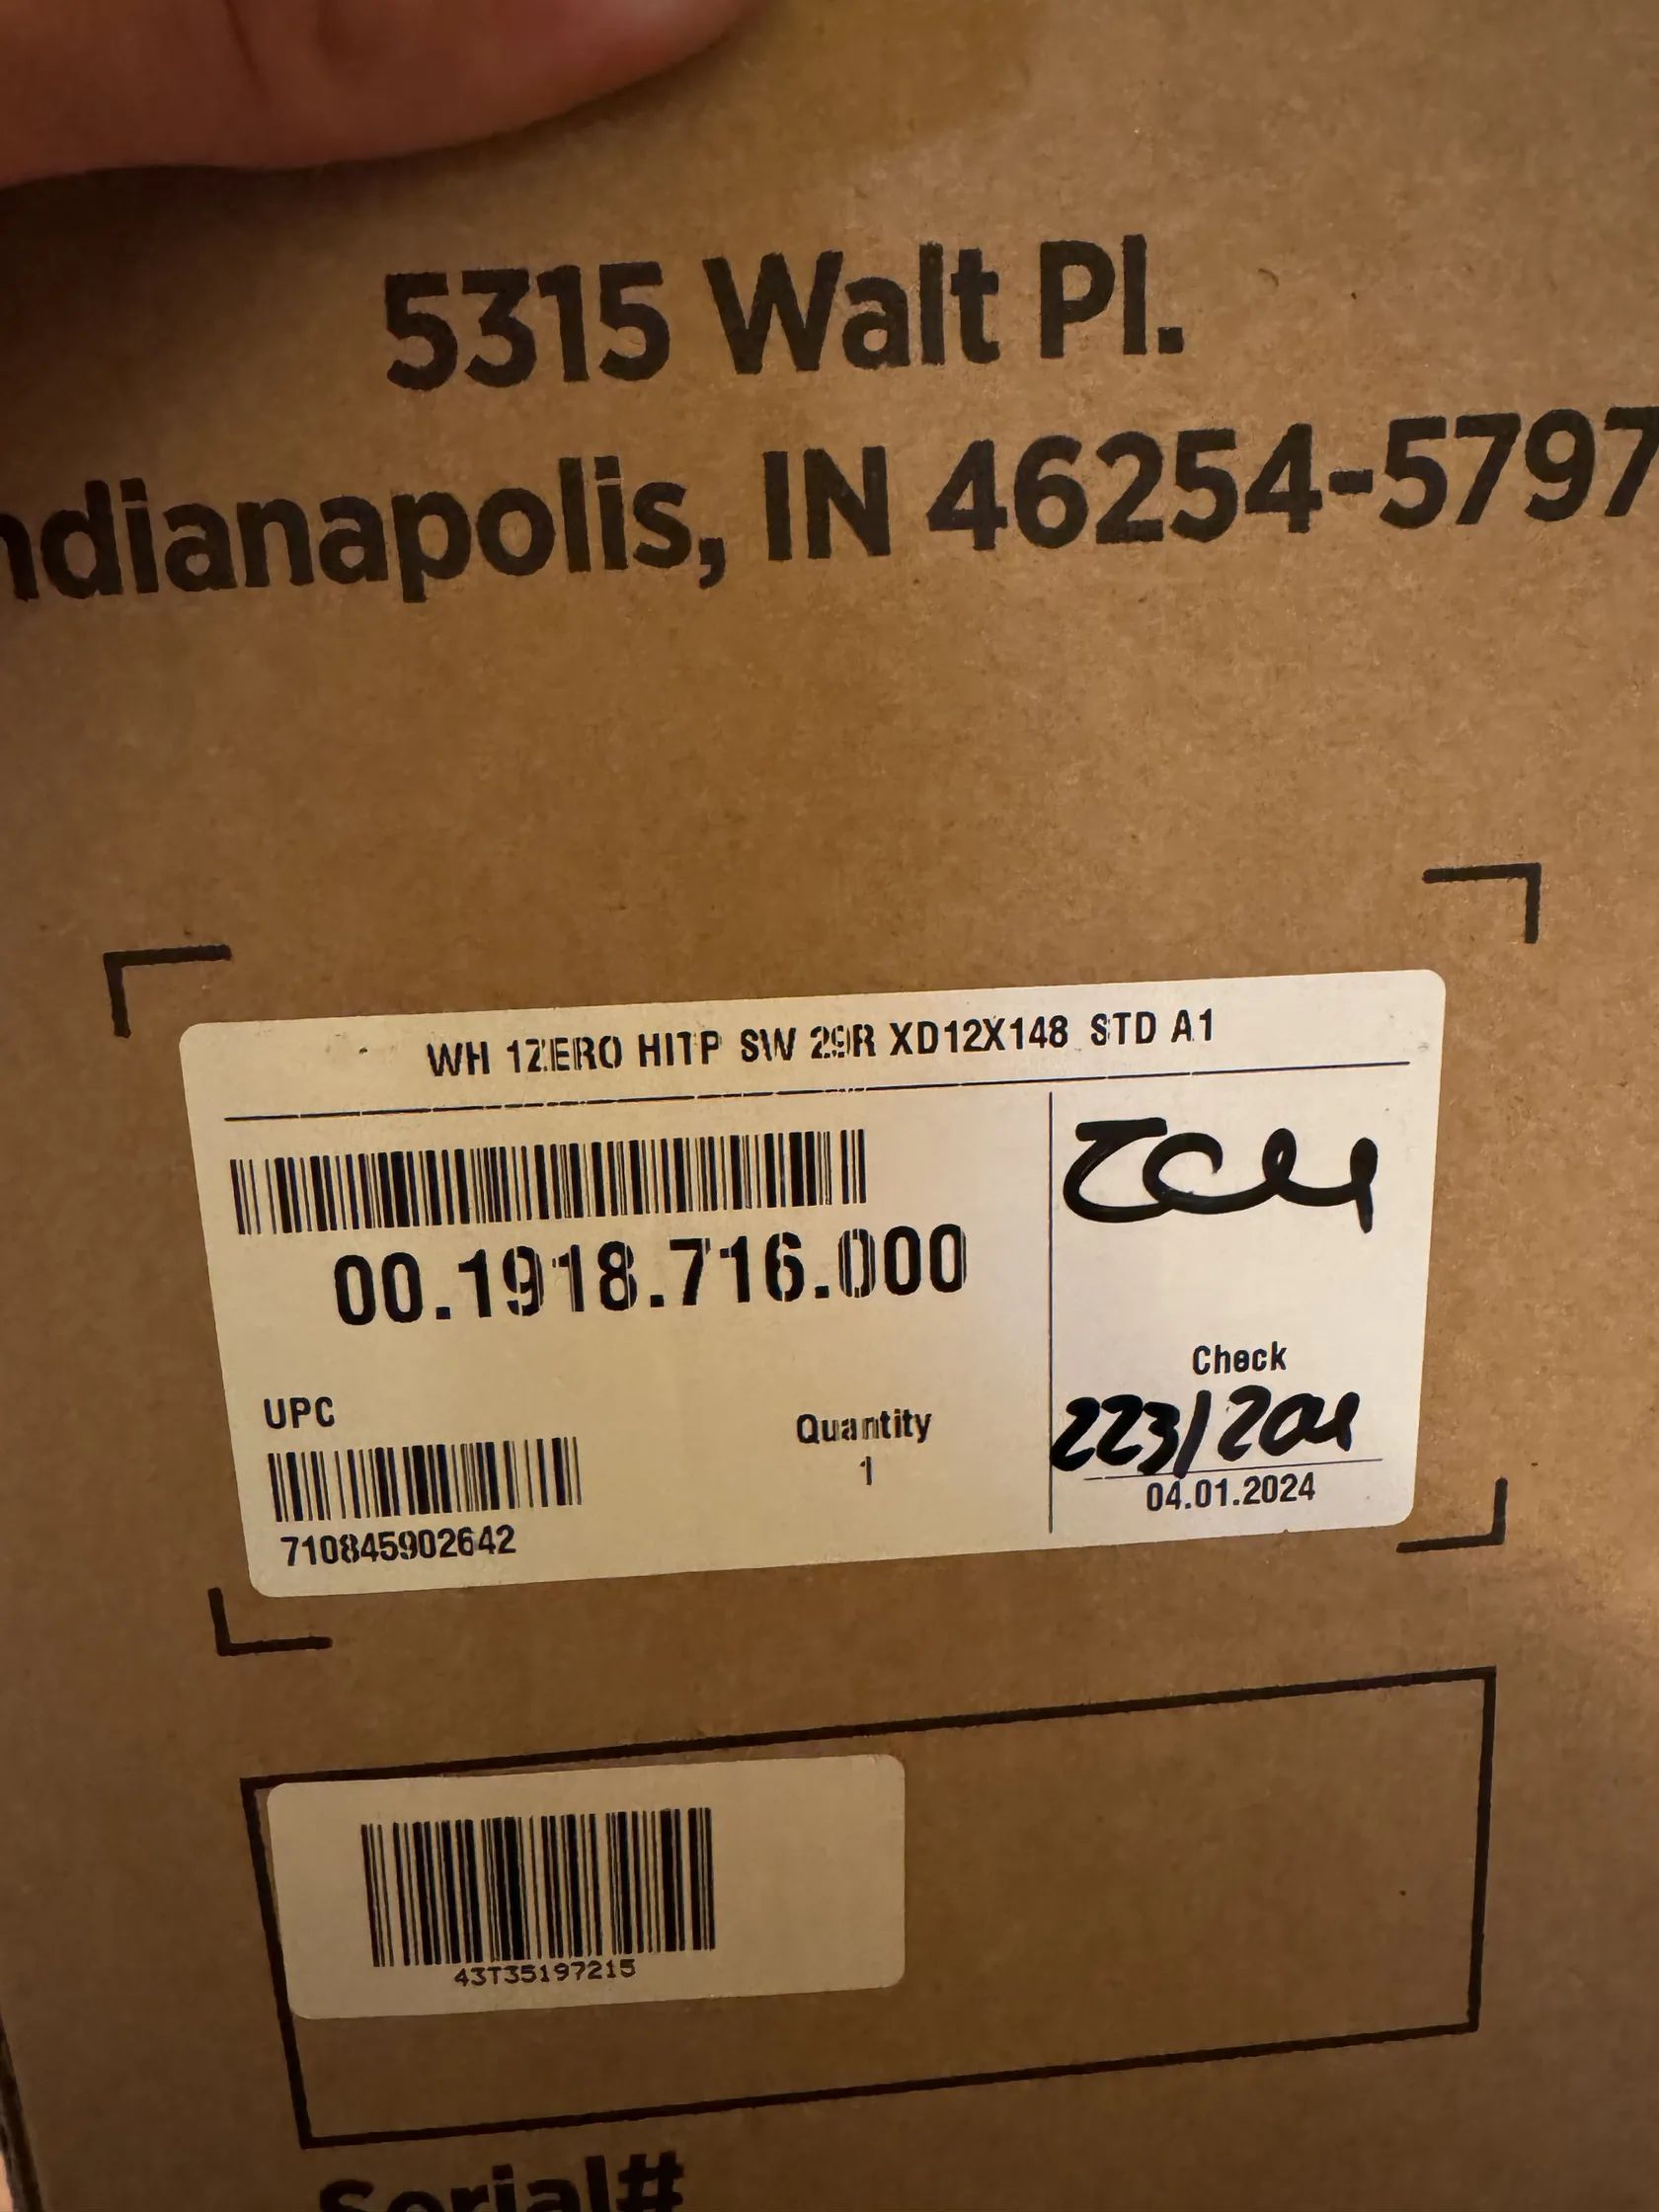 5315 Walt Pl.
ndianapolis, IN 46254-5797
WH 1ZERO HITP SW 29R XD12X148 STD A1
00.1918.716.000
Check
UPC
Quantity
1
223/204
04.01.2024
710845902642
43T35197215
Serial#